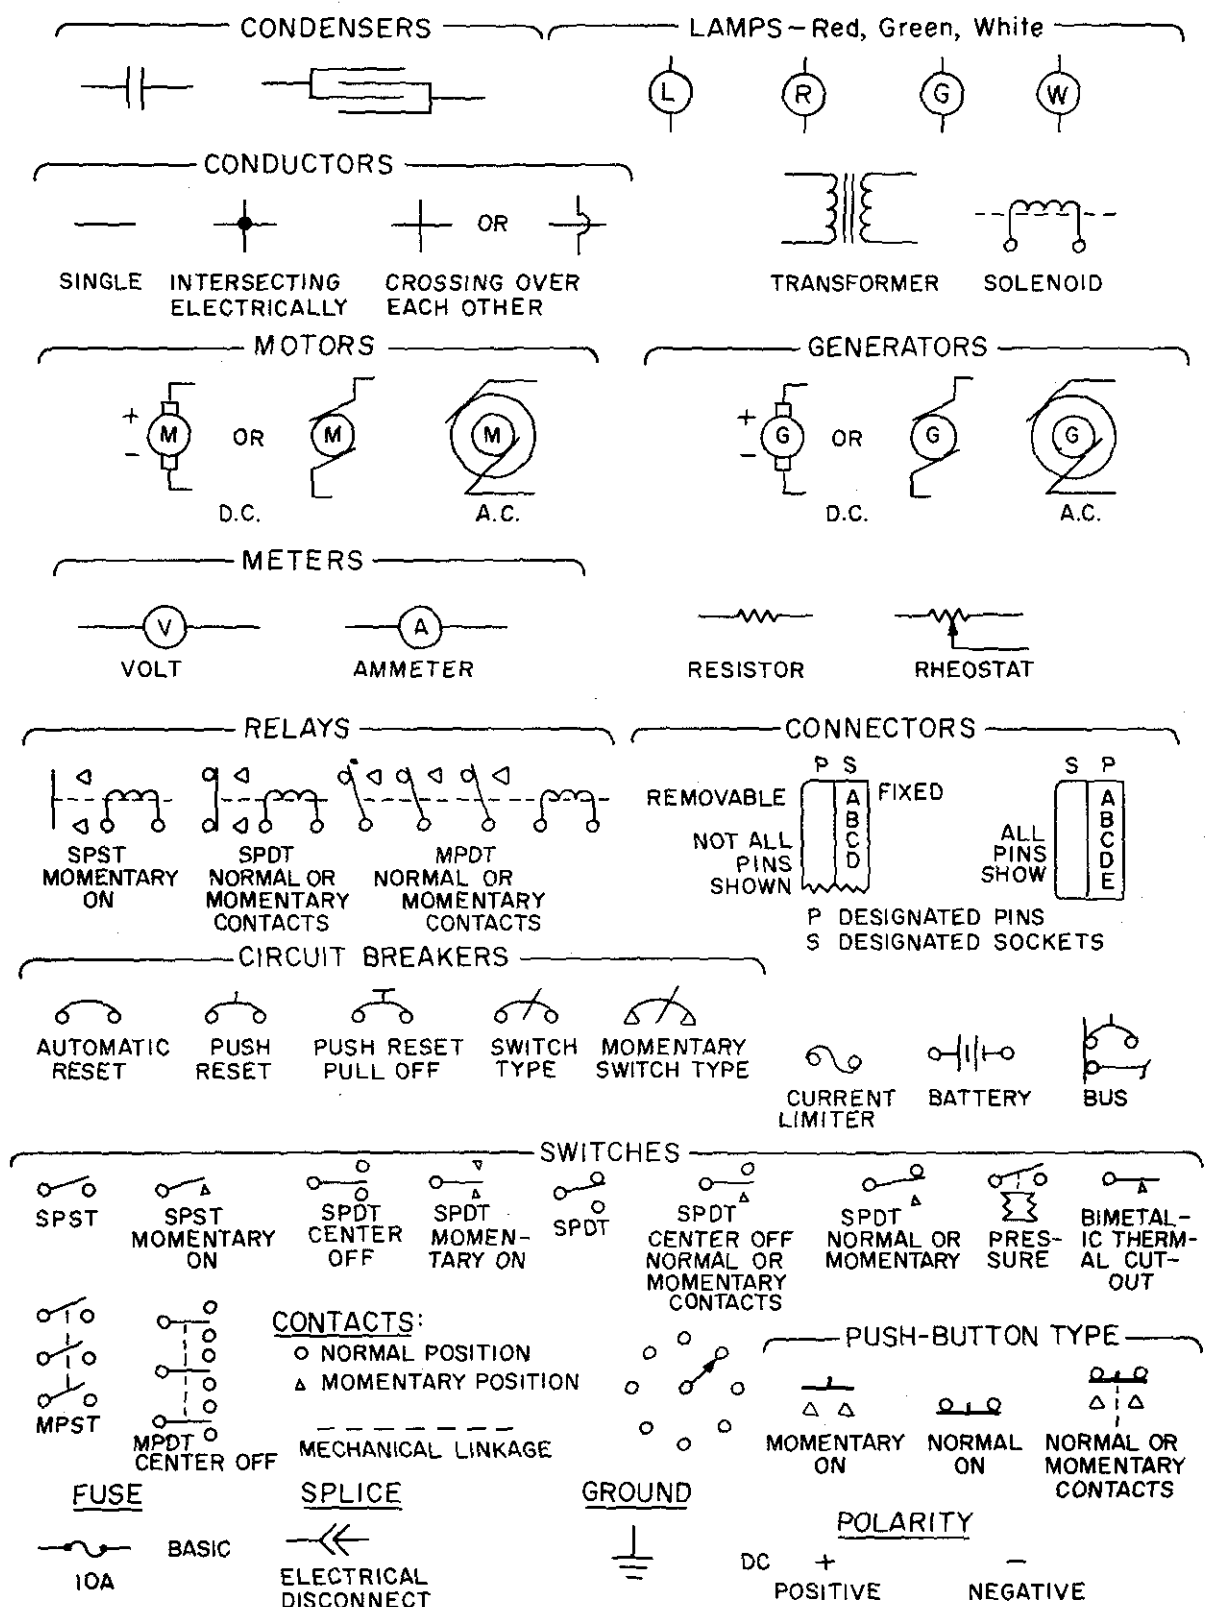 CONDENSERS
LAMPS-Red, Green, White
L R G W
CONDUCTORS
OR
SINGLE
INTERSECTING
ELECTRICALLY
CROSSING OVER
EACH OTHER
TRANSFORMER
SOLENOID
MOTORS
+
-
M
OR
M
M
D.C.
A.C.
GENERATORS
+
-
G
OR
G
G
D.C.
A.C.
METERS
V
A
VOLT
AMMETER
RESISTOR
RHEOSTAT
RELAYS
SPST
MOMENTARY
ON
SPDT
NORMAL OR
MOMENTARY
CONTACTS
MPDT
NORMAL OR
MOMENTARY
CONTACTS
CONNECTORS
P S
REMOVABLE
FIXED
A
B
C
D
NOT ALL
PINS
SHOWN
S P
A
B
C
D
E
ALL
PINS
SHOW
P DESIGNATED PINS
S DESIGNATED SOCKETS
CIRCUIT BREAKERS
AUTOMATIC
RESET
PUSH
RESET
PUSH RESET
PULL OFF
SWITCH
TYPE
MOMENTARY
SWITCH TYPE
CURRENT
LIMITER
BATTERY
BUS
SWITCHES
SPST
SPST
MOMENTARY
ON
SPDT
CENTER
OFF
SPDT
MOMEN-
TARY ON
SPDT
SPDT
CENTER OFF
NORMAL OR
MOMENTARY
CONTACTS
SPDT
NORMAL OR
MOMENTARY
PRES-
SURE
BIMETAL-
IC THERM-
AL CUT-
OUT
MPST
MPDT
CENTER OFF
CONTACTS:
NORMAL POSITION
MOMENTARY POSITION
MECHANICAL LINKAGE
PUSH-BUTTON TYPE
MOMENTARY
ON
NORMAL
ON
NORMAL OR
MOMENTARY
CONTACTS
FUSE
BASIC
10A
SPLICE
ELECTRICAL
DISCONNECT
GROUND
POLARITY
DC + -
POSITIVE NEGATIVE